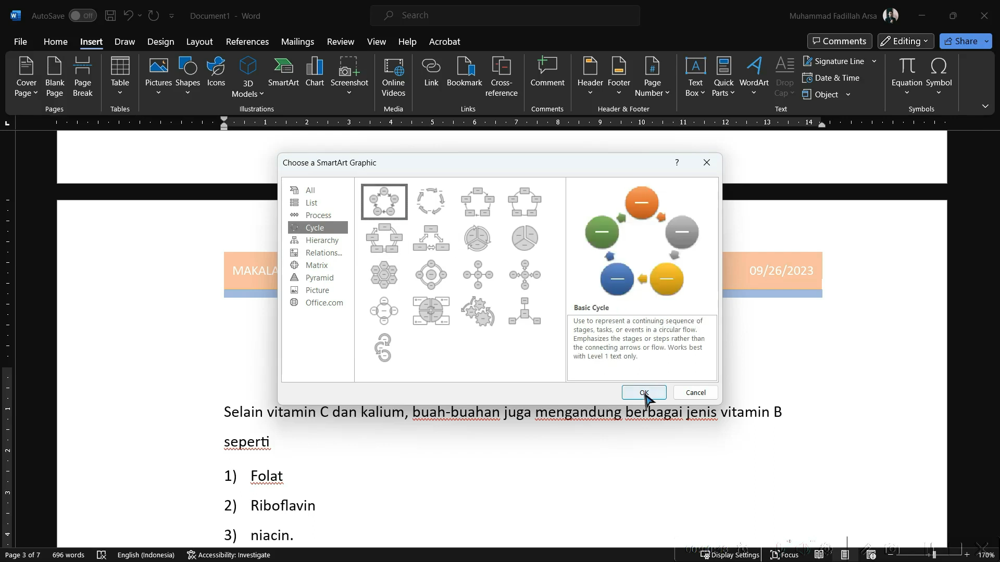 AutoSave Off Document1 - Word Search Muhammad Fadillah Arsa
File Home Insert Draw Design Layout References Mailings Review View Help Acrobat Comments Editing Share
Cover Page
Blank Page
Page Break
Pages
Table
Tables
Pictures
Shapes
Icons
3D Models
SmartArt
Chart
Screenshot
Illustrations
Online Videos
Media
Link
Bookmark
Cross-reference
Links
Comment
Comments
Header
Footer
Page Number
Header & Footer
Text Box
Quick Parts
WordArt
Drop Cap
Signature Line
Date & Time
Object
Text
Equation
Symbol
Symbols
1 2 3 4 5 6 7 8 9 10 11 12 13 14
Choose a SmartArt Graphic
All
List
Process
Cycle
Hierarchy
Relations...
Matrix
Pyramid
Picture
Office.com
Basic Cycle
Use to represent a continuing sequence of
stages, tasks, or events in a circular flow.
Emphasizes the stages or steps rather than
the connecting arrows or flow. Works best
with Level 1 text only.
OK Cancel
MAKALA 09/26/2023
Selain vitamin C dan kalium, buah-buahan juga mengandung berbagai jenis vitamin B
seperti
1) Folat
2) Riboflavin
3) niacin.
1
2
3
4
Page 3 of 7 696 words English (Indonesia) Accessibility: Investigate Display Settings Focus 170%